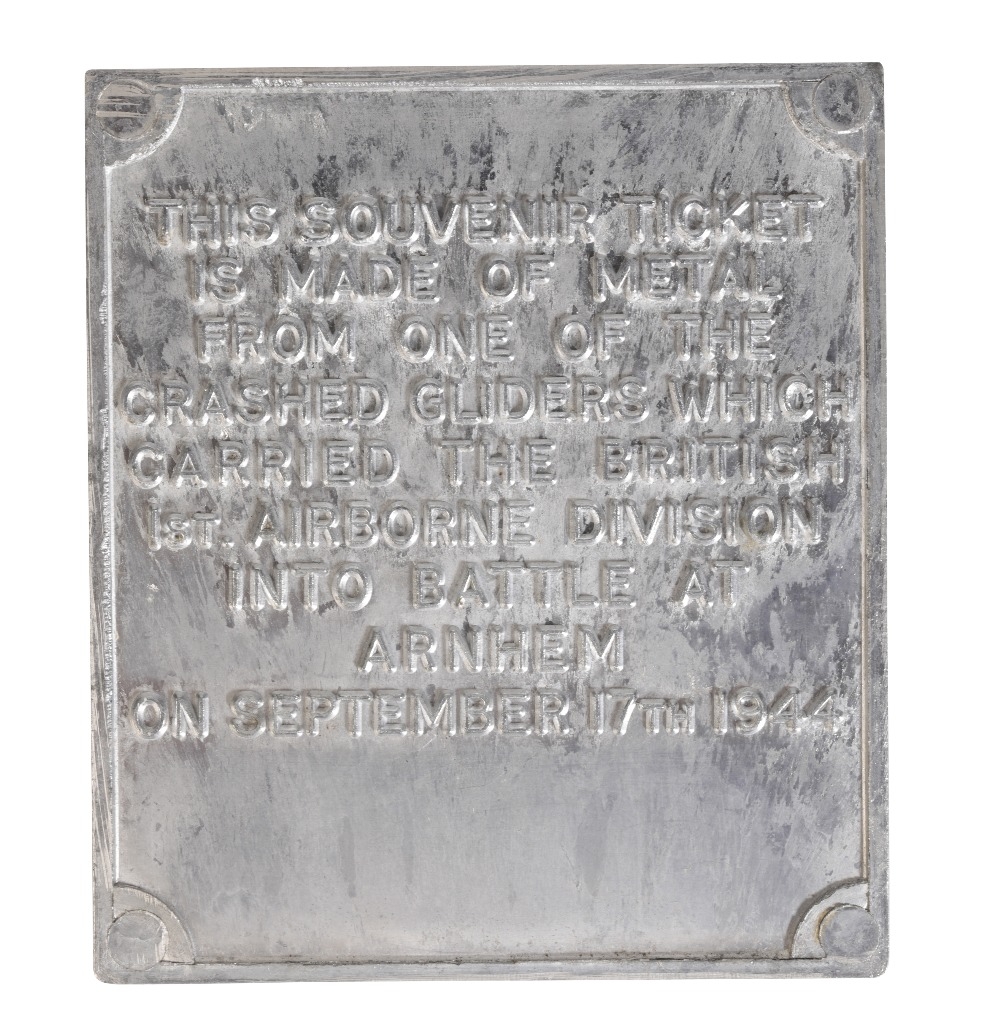 THIS SOUVENIR TICKET
IS MADE OF METAL
FROM ONE OF THE
CRASHED GLIDERS WHICH
CARRIED THE BRITISH
1ST. AIRBORNE DIVISION
INTO BATTLE AT
ARNHEM
ON SEPTEMBER 17TH 1944